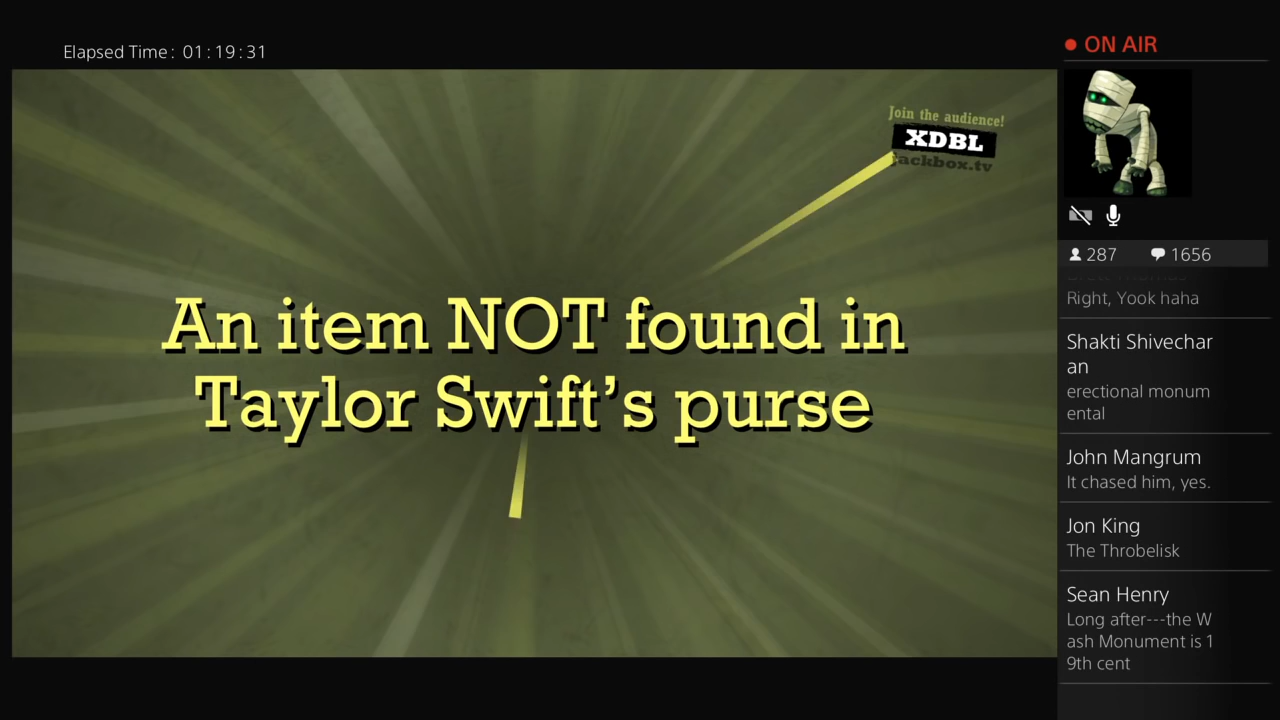 Elapsed Time: 01:19:31
ON AIR
Join the audience!
XDBL
jackbox.tv
An item NOT found in
Taylor Swift’s purse
287 1656
Right, Yook haha
Shakti Shivechar
an
erectional monum
ental
John Mangrum
It chased him, yes.
Jon King
The Throbelisk
Sean Henry
Long after---the W
ash Monument is 1
9th cent